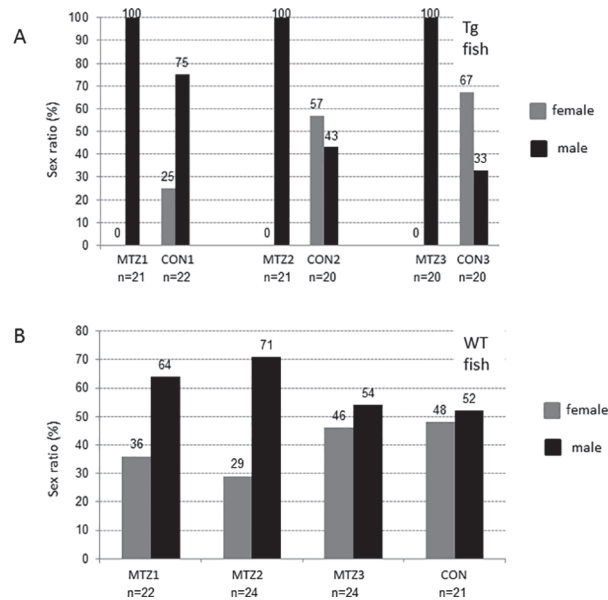 A
Tg
fish
Sex ratio (%)
100
90
80
70
60
50
40
30
20
10
0
0
100
25
75
0
100
57
43
0
100
67
33
MTZ1 CON1 MTZ2 CON2 MTZ3 CON3
n=21 n=22 n=21 n=20 n=20 n=20
female
male
B
WT
fish
Sex ratio (%)
80
70
60
50
40
30
20
10
0
36
64
29
71
46
54
48
52
MTZ1 MTZ2 MTZ3 CON
n=22 n=24 n=24 n=21
female
male